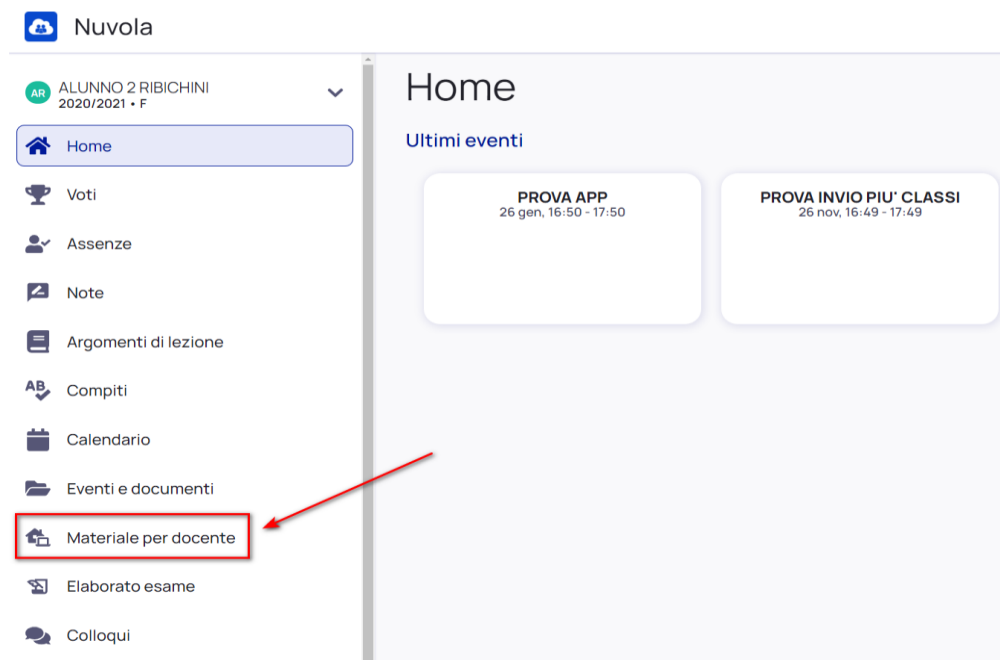 Nuvola
AR
ALUNNO 2 RIBICHINI
2020/2021 • F
Home
Voti
Assenze
Note
Argomenti di lezione
AB
Compiti
Calendario
Eventi e documenti
Materiale per docente
Elaborato esame
Colloqui
Home
Ultimi eventi
PROVA APP
26 gen, 16:50 - 17:50
PROVA INVIO PIU' CLASSI
26 nov, 16:49 - 17:49